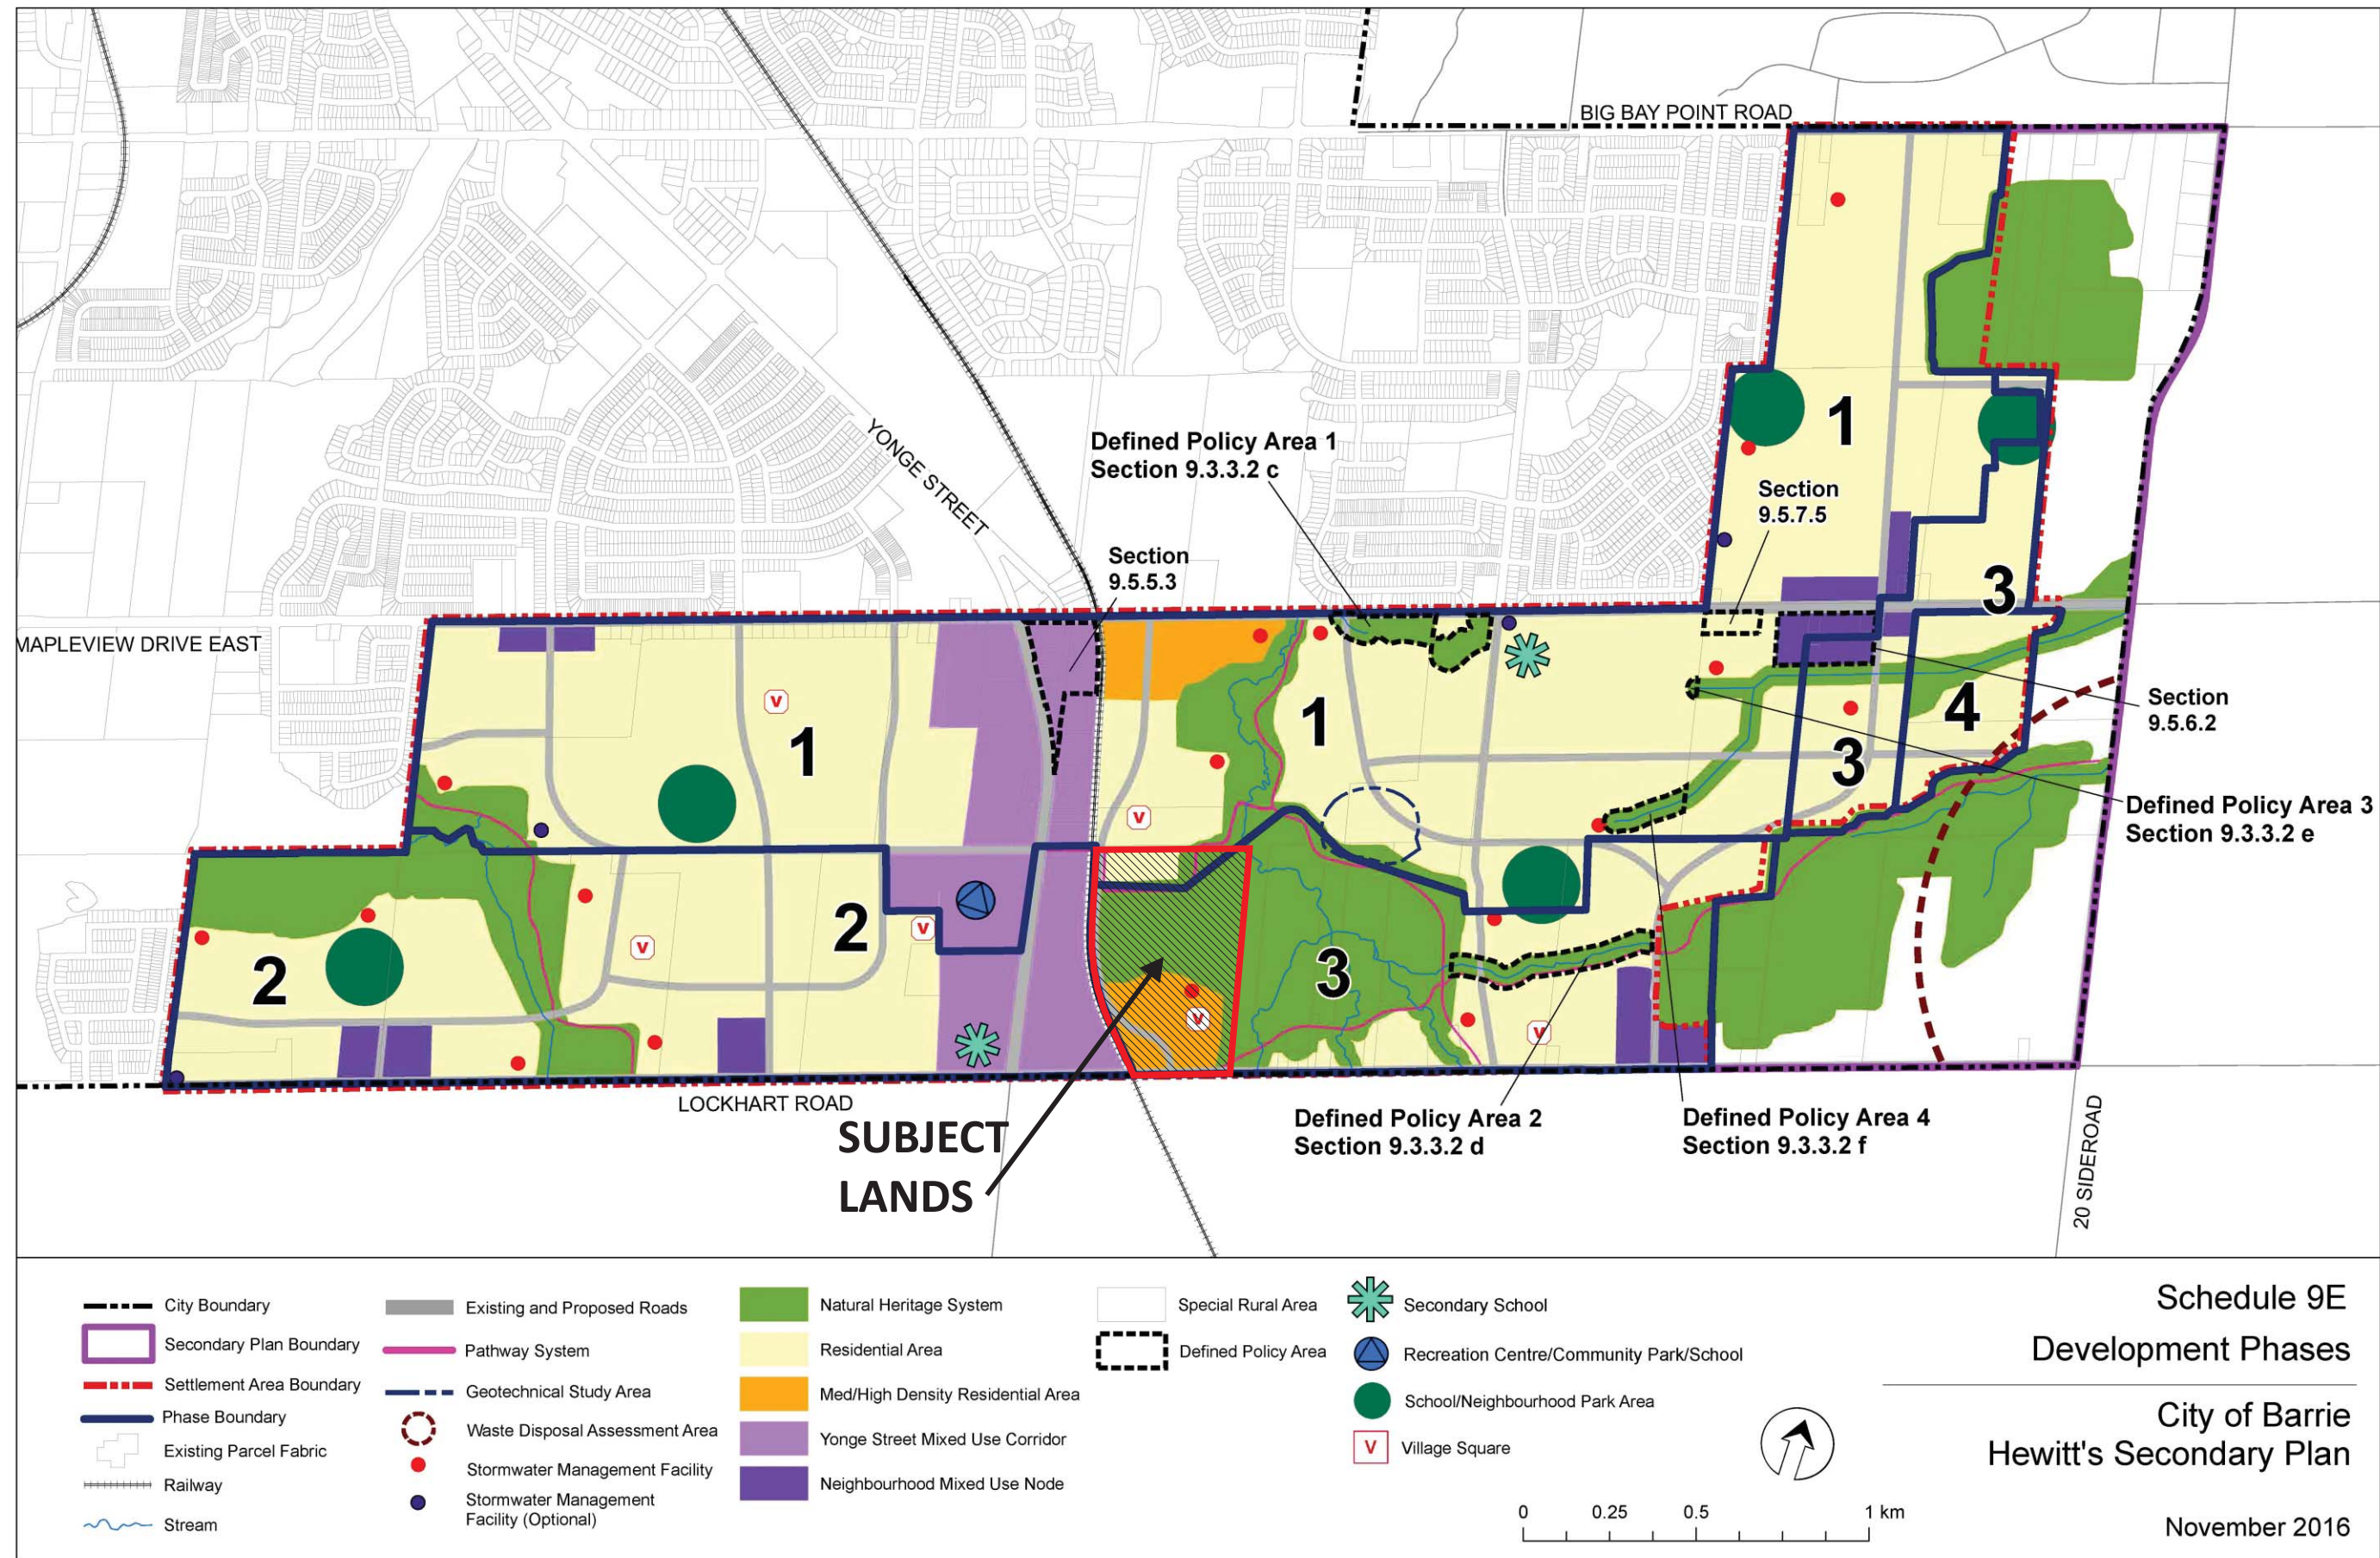 BIG BAY POINT ROAD
YONGE STREET
Defined Policy Area 1
Section 9.3.3.2 c
1
Section
9.5.7.5
Section
9.5.5.3
3
MAPLEVIEW DRIVE EAST
V
1
1
3
4
Section
9.5.6.2
V
Defined Policy Area 3
Section 9.3.3.2 e
2
2
V
V
3
V
V
LOCKHART ROAD
SUBJECT
LANDS
Defined Policy Area 2
Section 9.3.3.2 d
Defined Policy Area 4
Section 9.3.3.2 f
20 SIDEROAD
City Boundary
Secondary Plan Boundary
Settlement Area Boundary
Phase Boundary
Existing Parcel Fabric
Railway
Stream
Existing and Proposed Roads
Pathway System
Geotechnical Study Area
Waste Disposal Assessment Area
Stormwater Management Facility
Stormwater Management
Facility (Optional)
Natural Heritage System
Residential Area
Med/High Density Residential Area
Yonge Street Mixed Use Corridor
Neighbourhood Mixed Use Node
Special Rural Area
Defined Policy Area
Secondary School
Recreation Centre/Community Park/School
School/Neighbourhood Park Area
V Village Square
0 0.25 0.5 1 km
Schedule 9E
Development Phases
City of Barrie
Hewitt's Secondary Plan
November 2016